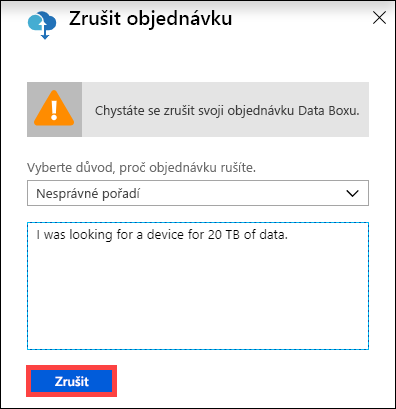 Zrušit objednávku
Chystáte se zrušit svoji objednávku Data Boxu.
Vyberte důvod, proč objednávku rušíte.
Nesprávné pořadí
I was looking for a device for 20 TB of data.
Zrušit